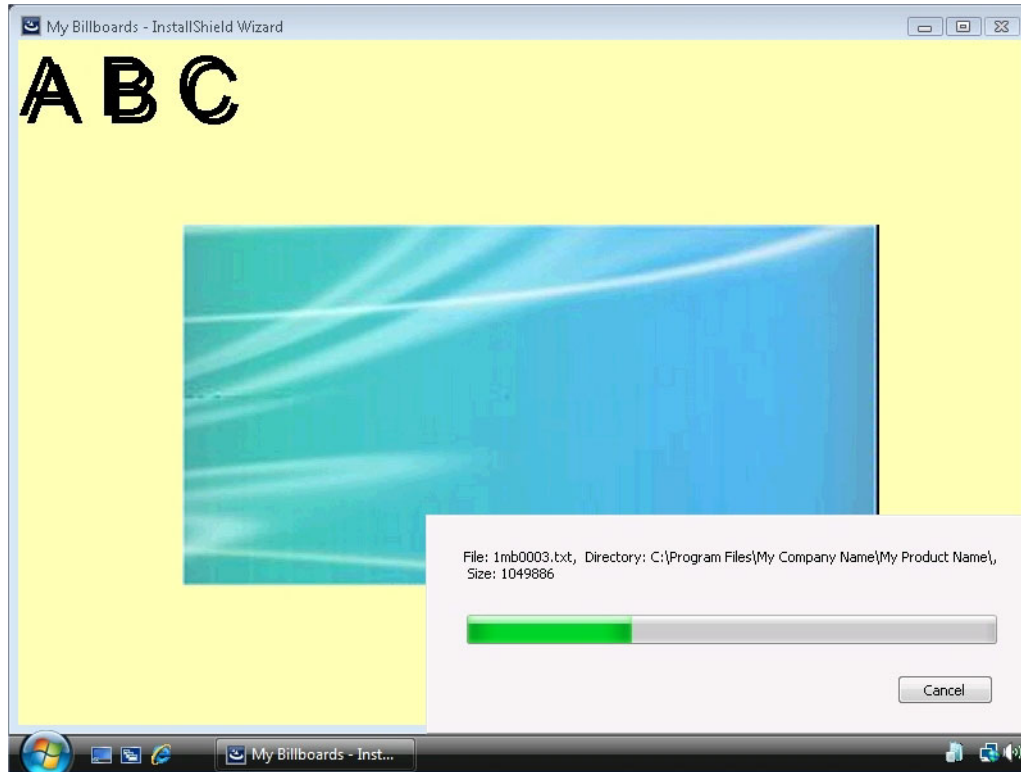 My Billboards - InstallShield Wizard
A B C
File: 1mb0003.txt, Directory: C:\Program Files\My Company Name\My Product Name\,
Size: 1049886
Cancel
My Billboards - Inst...